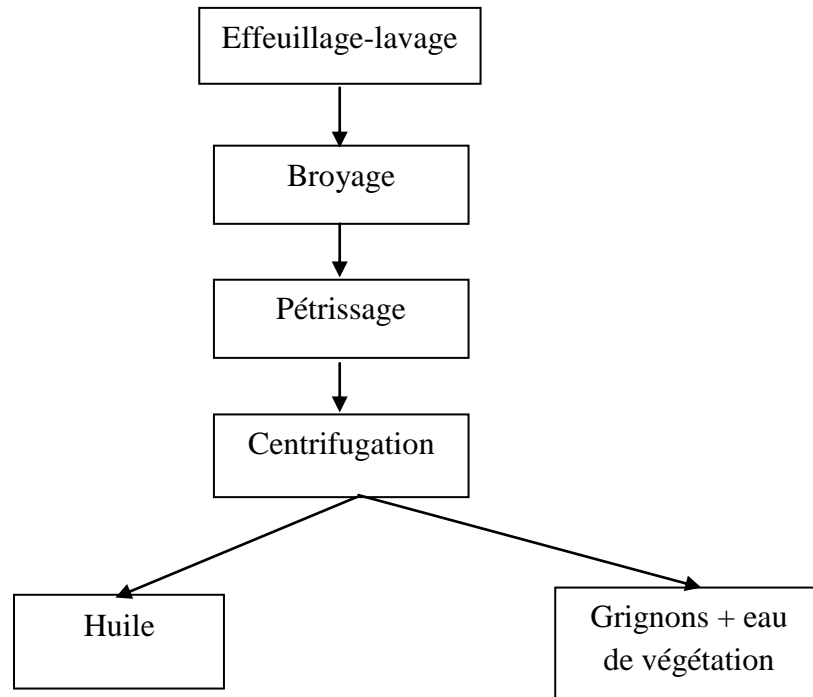 Effeuillage-lavage
Broyage
Pétrissage
Centrifugation
Huile
Grignons + eau
de végétation